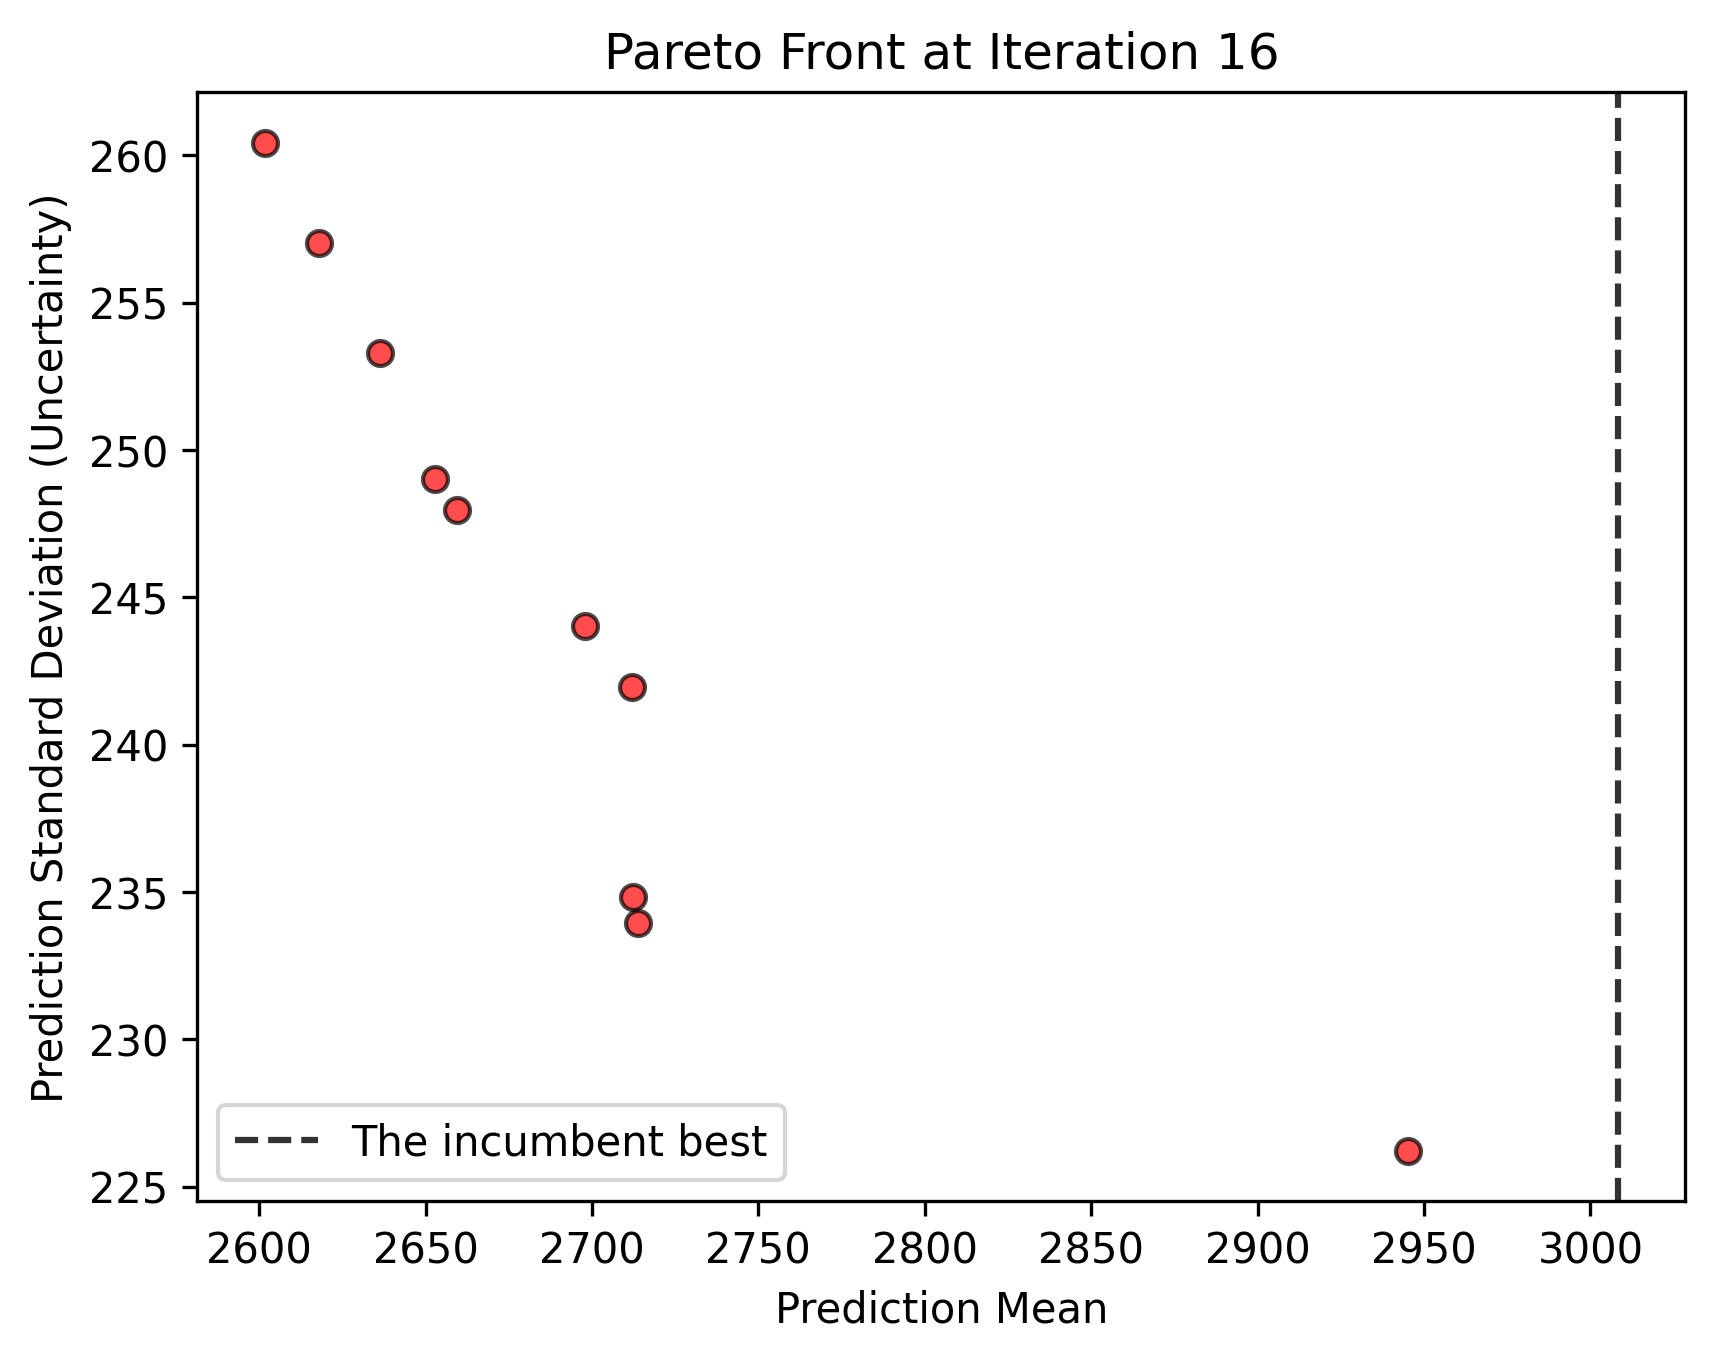 Pareto Front at Iteration 16
Prediction Standard Deviation (Uncertainty)
260
255
250
245
240
235
230
225
The incumbent best
2600 2650 2700 2750 2800 2850 2900 2950 3000
Prediction Mean